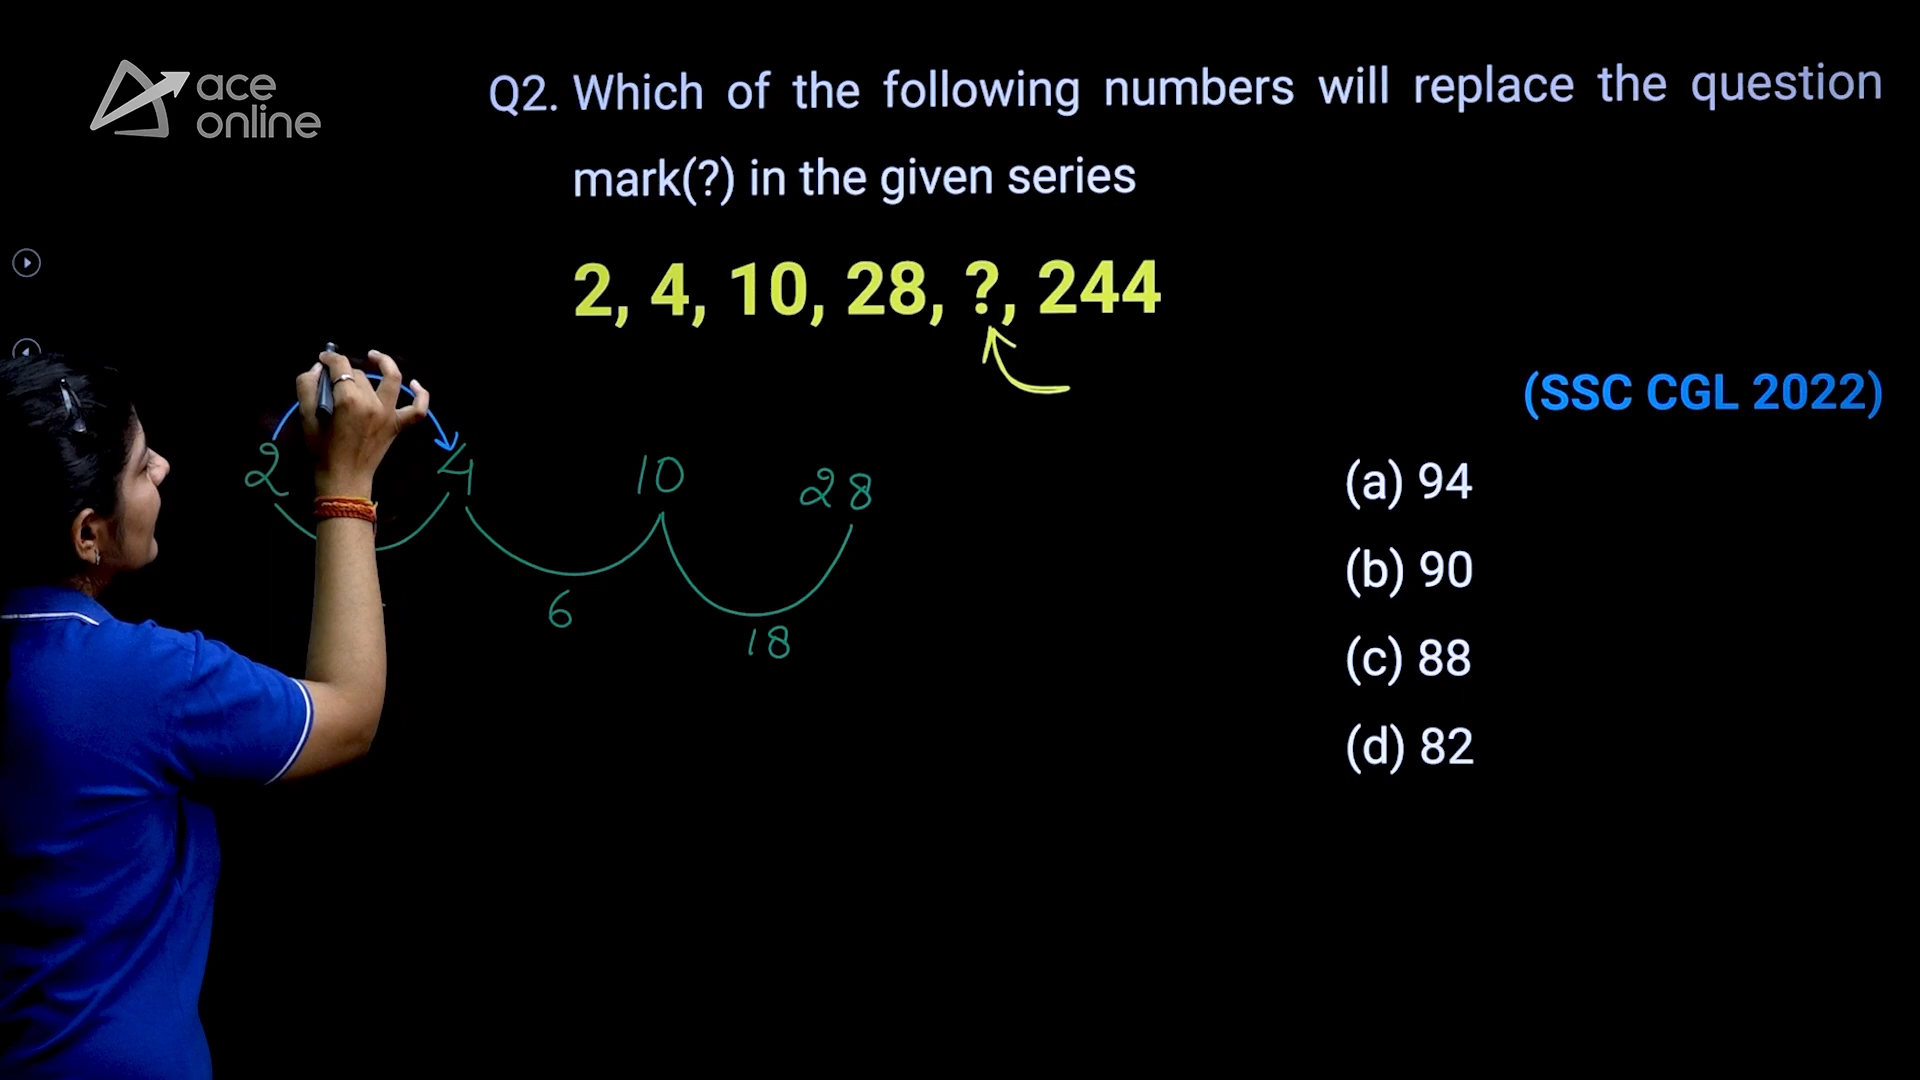 ace
online
Q2. Which of the following numbers will replace the question
mark(?) in the given series
2, 4, 10, 28, ?, 244
(SSC CGL 2022)
2 4 10 28
6
18
(a) 94
(b) 90
(c) 88
(d) 82